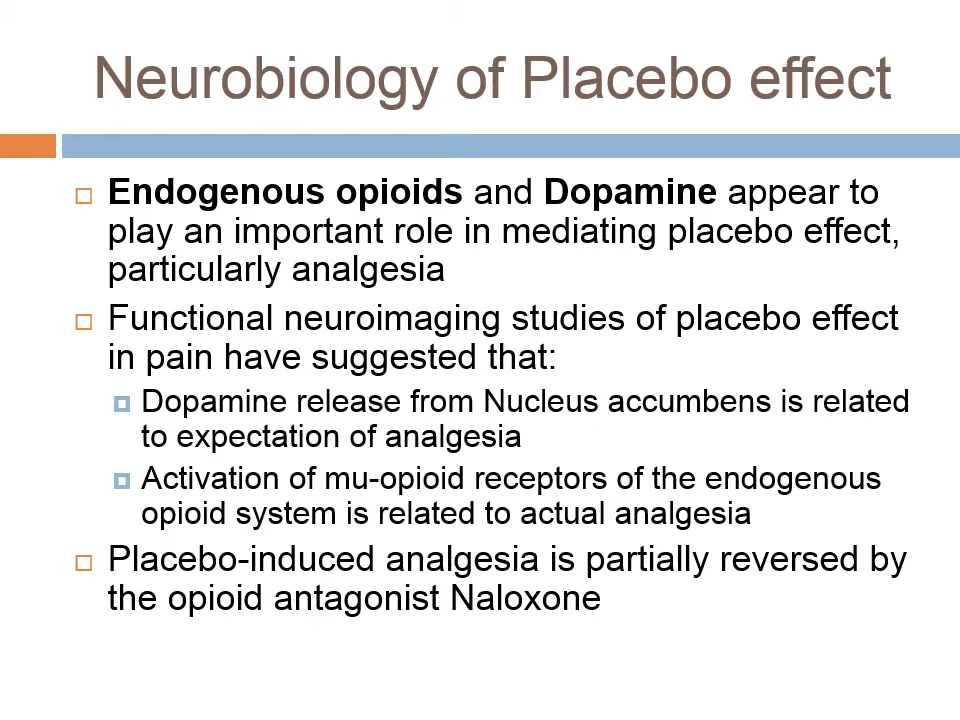 Neurobiology of Placebo effect
Endogenous opioids and Dopamine appear to
play an important role in mediating placebo effect,
particularly analgesia
Functional neuroimaging studies of placebo effect
in pain have suggested that:
Dopamine release from Nucleus accumbens is related
to expectation of analgesia
Activation of mu-opioid receptors of the endogenous
opioid system is related to actual analgesia
Placebo-induced analgesia is partially reversed by
the opioid antagonist Naloxone